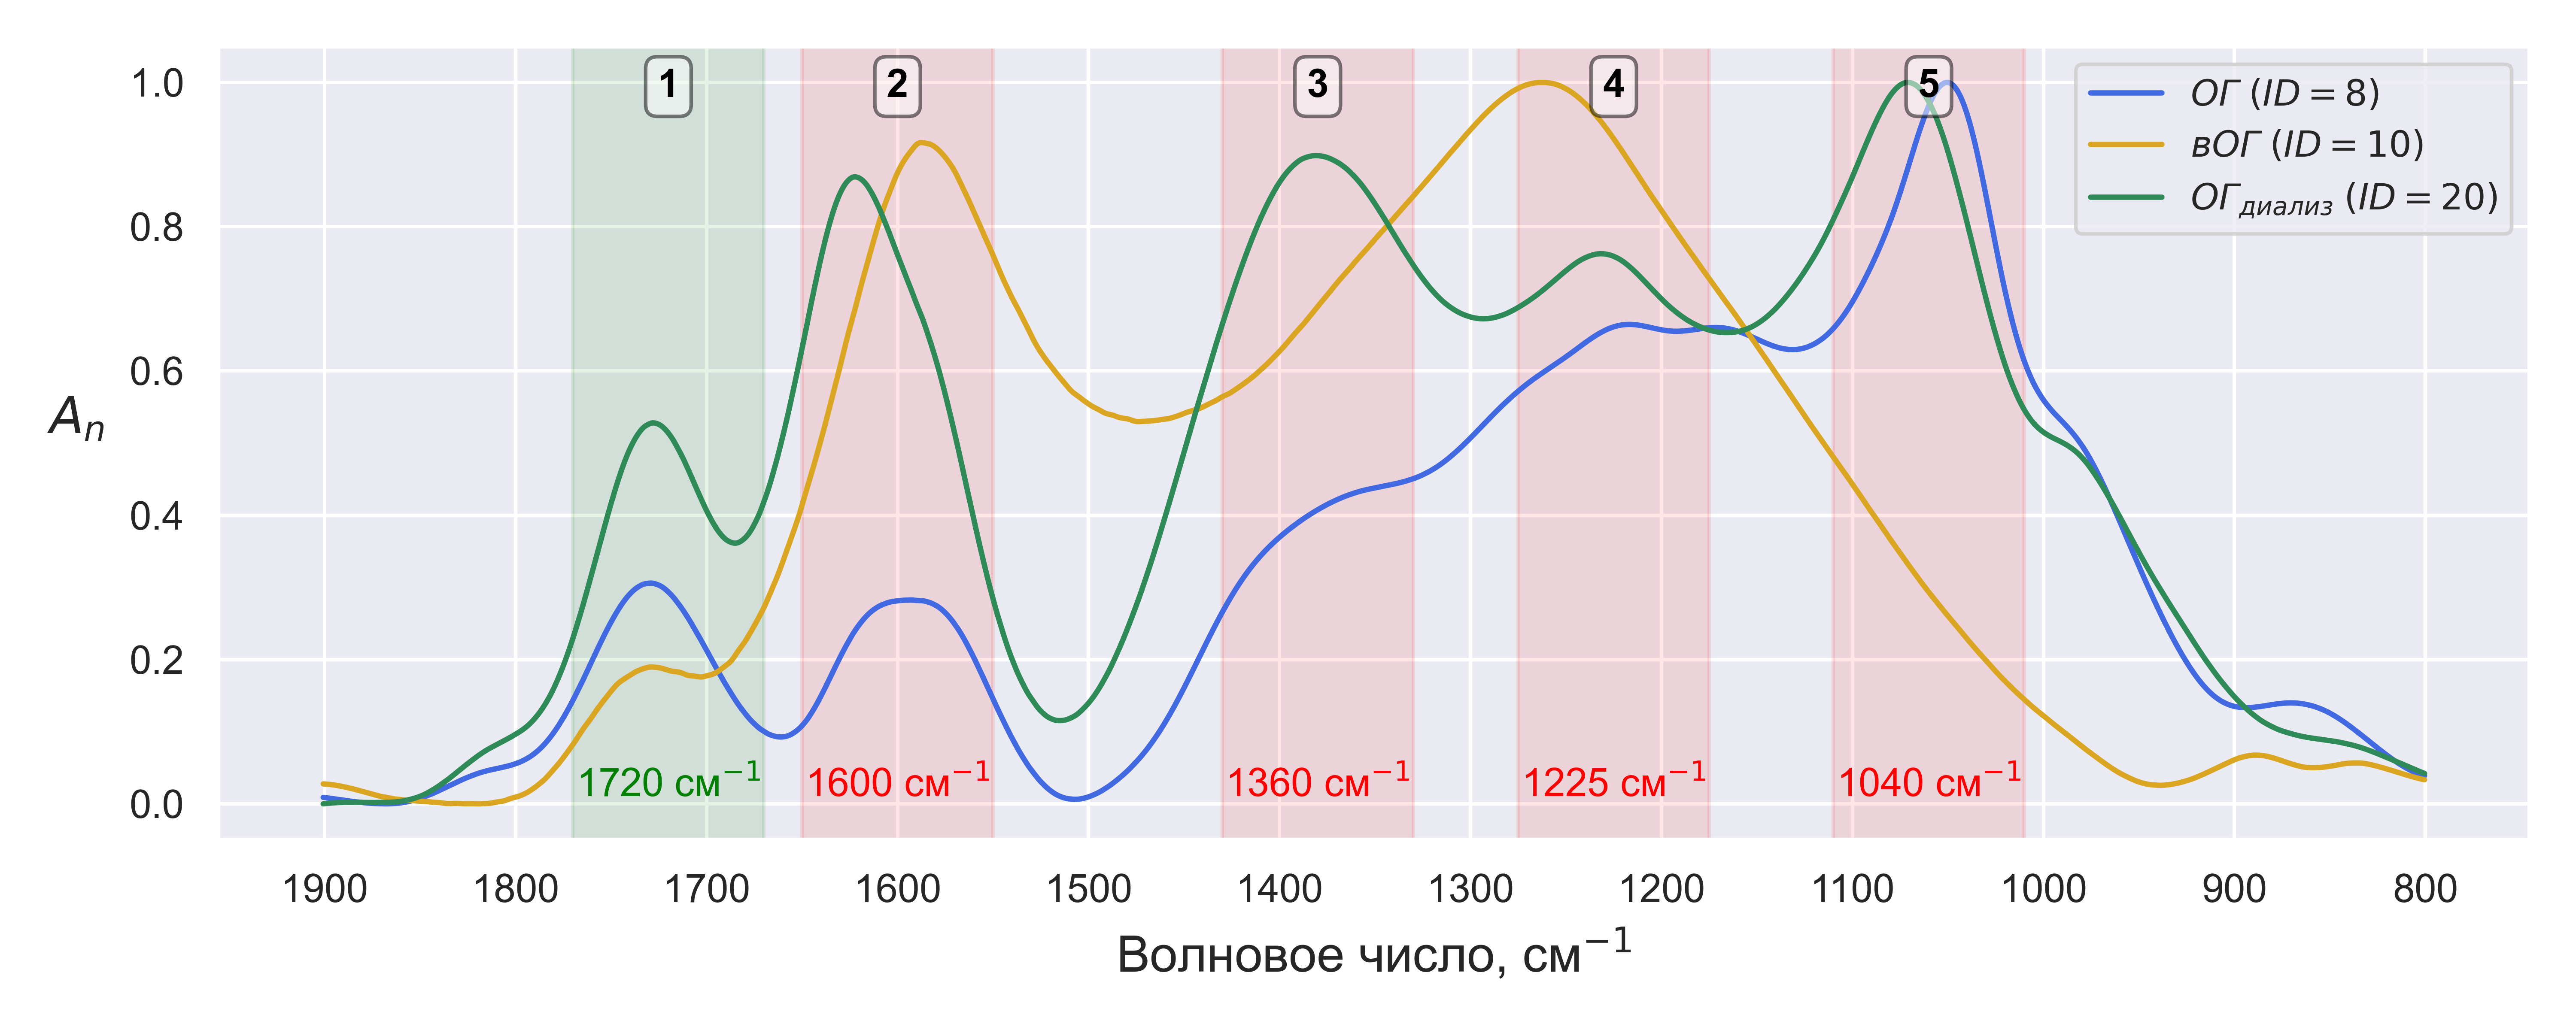 1 2 3 4 5
ОГ (ID = 8)
вОГ (ID = 10)
ОГдиализ (ID = 20)
1.0
0.8
0.6
0.4
0.2
0.0
Aₙ
1720 см⁻¹ 1600 см⁻¹ 1360 см⁻¹ 1225 см⁻¹ 1040 см⁻¹
1900 1800 1700 1600 1500 1400 1300 1200 1100 1000 900 800
Волновое число, см⁻¹